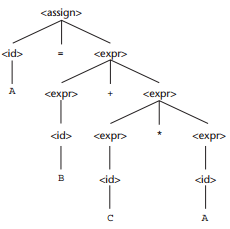 <assign>
<id> = <expr>
A <expr> + <expr>
<id> <expr> * <expr>
B <id> <id>
C A